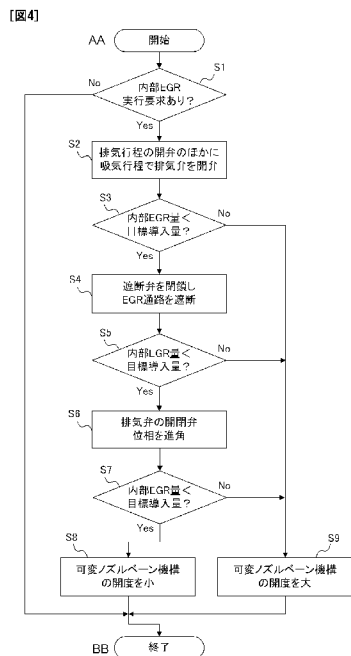 [図4]
AA
開始
S1
No
内部EGR
実行要求あり？
Yes
S2
排気行程の開弁のほかに
吸気行程で排気弁を開弁
S3
内部EGR量く
目標導入量？
No
Yes
S4
遮断弁を閉鎖し
EGR通路を遮断
S5
内部EGR量く
目標導入量？
No
Yes
S6
排気弁の開閉弁
位相を進角
S7
内部EGR量く
目標導入量？
No
Yes
S8
可変ノズルベーン機構
の開度を小
S9
可変ノズルベーン機構
の開度を大
BB
終了